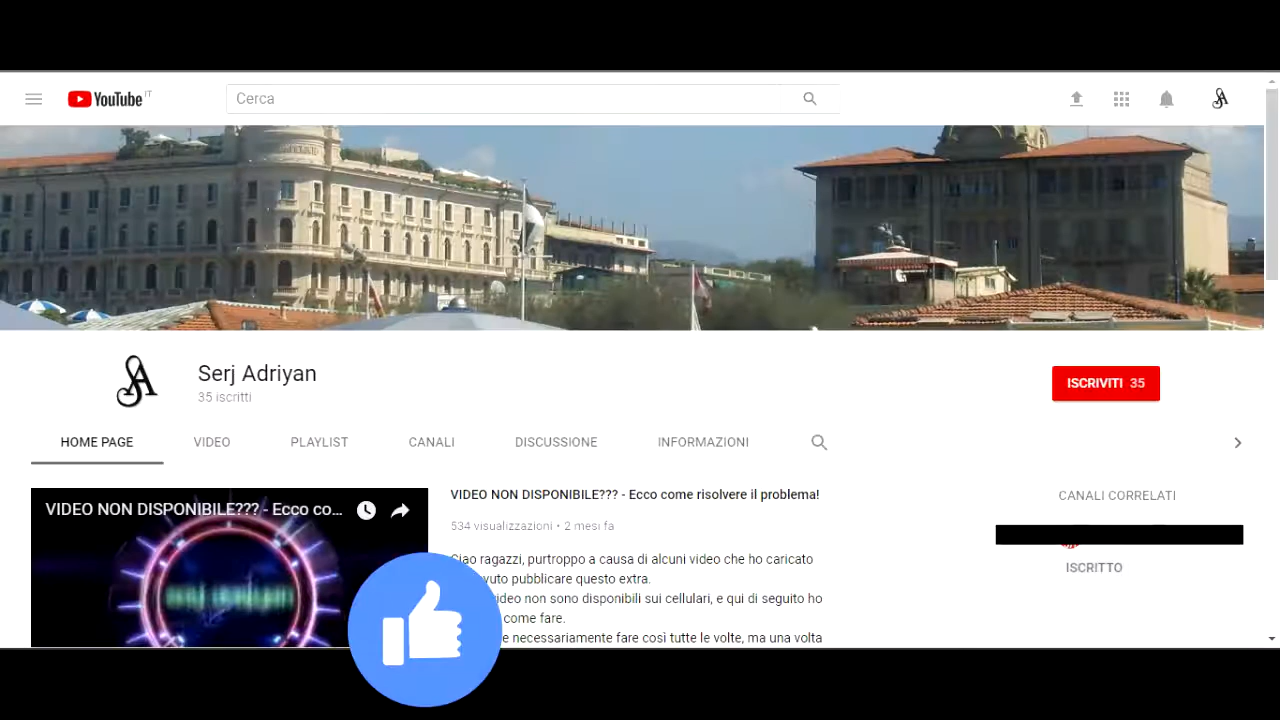 YouTube IT
Cerca
Serj Adriyan
35 iscritti
ISCRIVITI 35
HOME PAGE
VIDEO
PLAYLIST
CANALI
DISCUSSIONE
INFORMAZIONI
VIDEO NON DISPONIBILE??? - Ecco co...
VIDEO NON DISPONIBILE??? - Ecco come risolvere il problema!
534 visualizzazioni • 2 mesi fa
Ciao ragazzi, purtroppo a causa di alcuni video che ho caricato
pubblicare questo extra.
non sono disponibili sui cellulari, e qui di seguito ho
come fare.
necessariamente fare così tutte le volte, ma una volta
CANALI CORRELATI
ISCRITTO